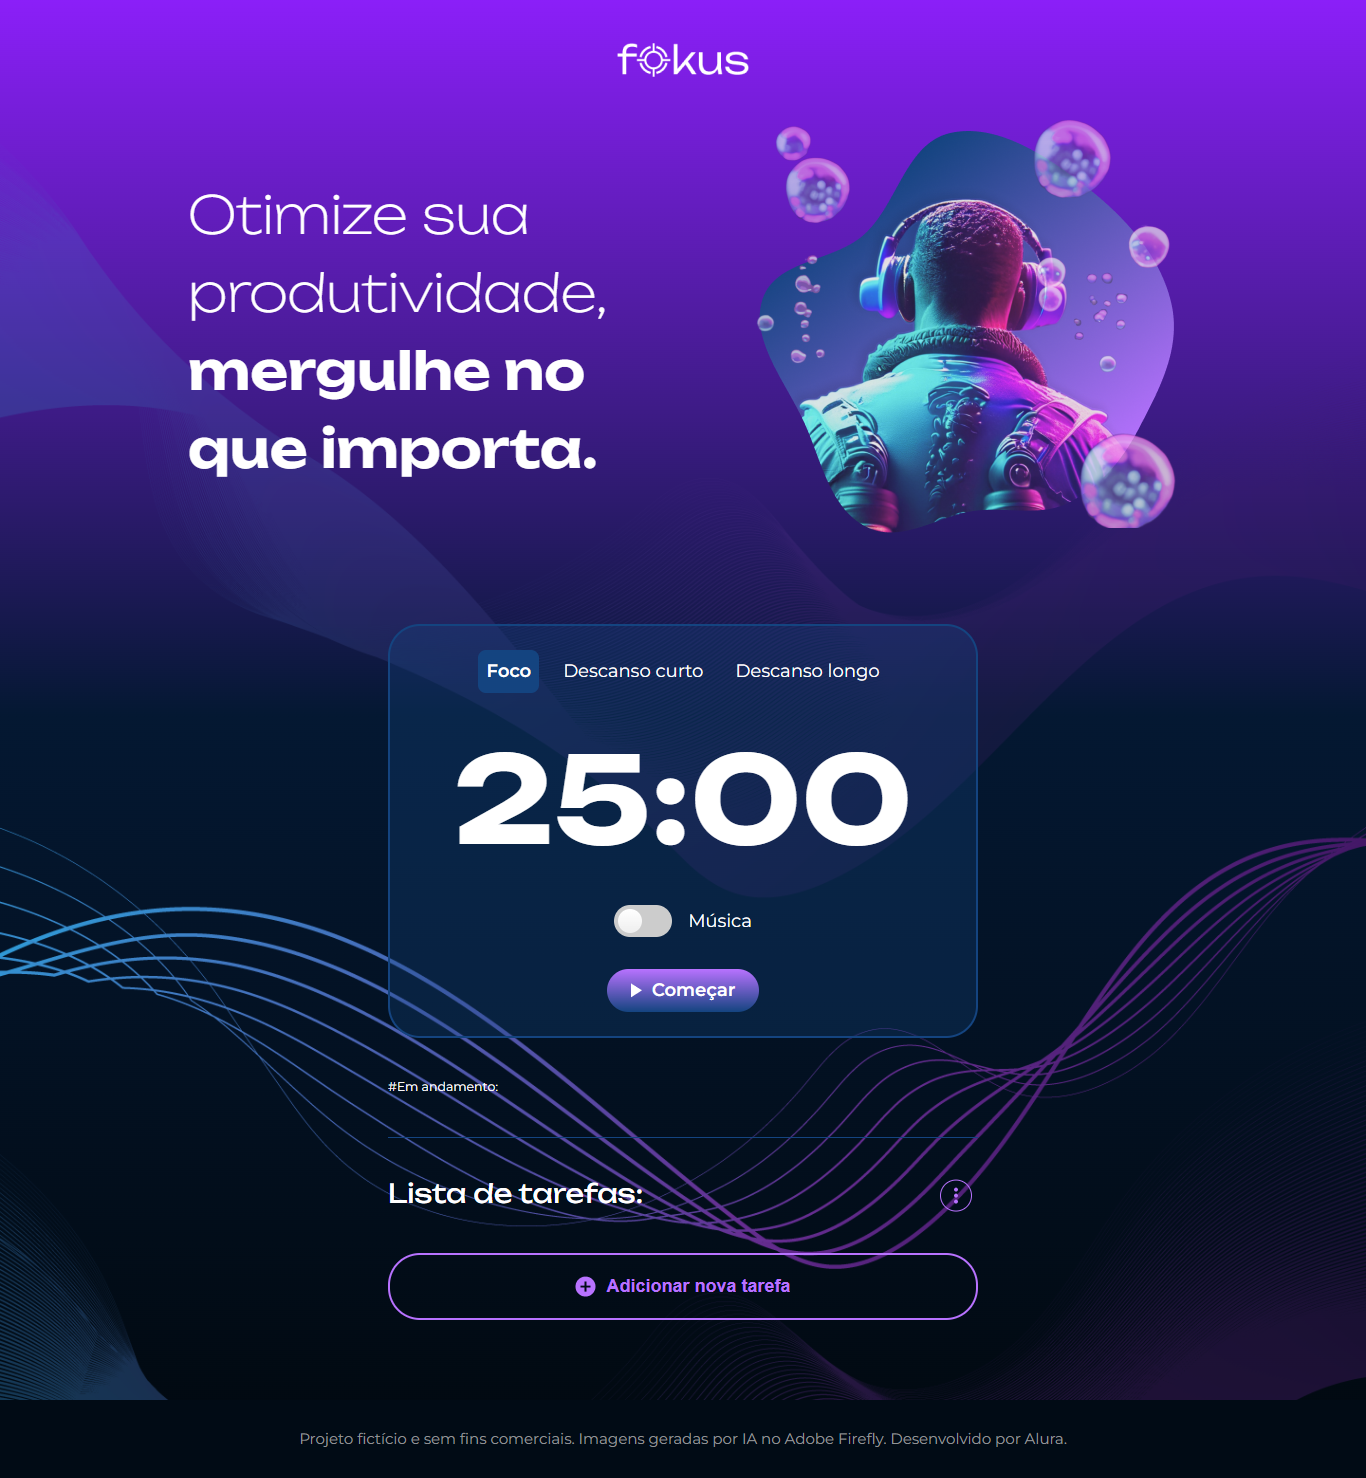 fokus
Otimize sua
produtividade,
mergulhe no
que importa.
Foco Descanso curto Descanso longo
25:00
Música
Começar
#Em andamento:
Lista de tarefas:
Adicionar nova tarefa
Projeto fictício e sem fins comerciais. Imagens geradas por IA no Adobe Firefly. Desenvolvido por Alura.